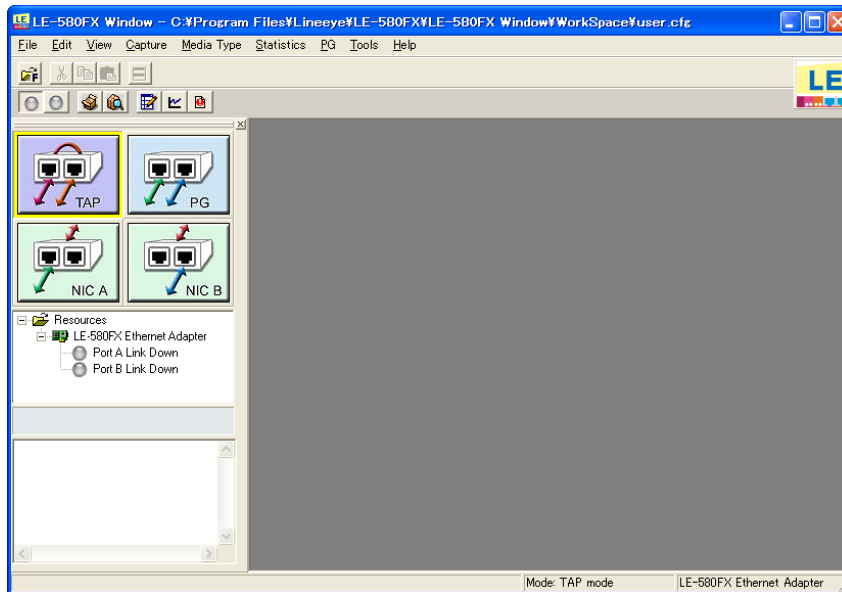 LE-580FX Window - C:¥Program Files¥Lineeye¥LE-580FX¥LE-580FX Window¥WorkSpace¥user.cfg
File Edit View Capture Media Type Statistics PG Tools Help
LE
TAP
PG
NIC A
NIC B
Resources
LE-580FX Ethernet Adapter
Port A Link Down
Port B Link Down
Mode: TAP mode
LE-580FX Ethernet Adapter